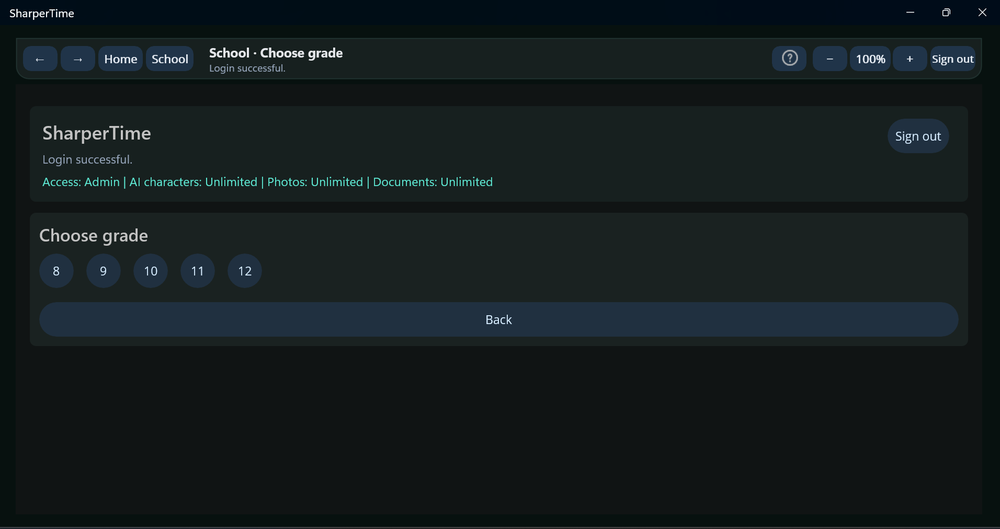 SharperTime
← → Home School
School · Choose grade
Login successful.
? − 100% + Sign out
SharperTime
Sign out
Login successful.
Access: Admin | AI characters: Unlimited | Photos: Unlimited | Documents: Unlimited
Choose grade
8 9 10 11 12
Back